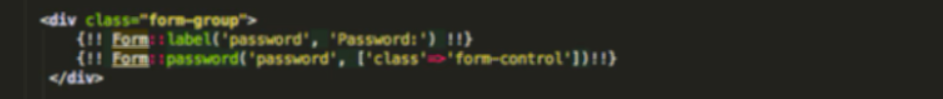 <div class="form-group">
{!! Form::label('password', 'Password:') !!}
{!! Form::password('password', ['class'=>'form-control'])!!}
</div>